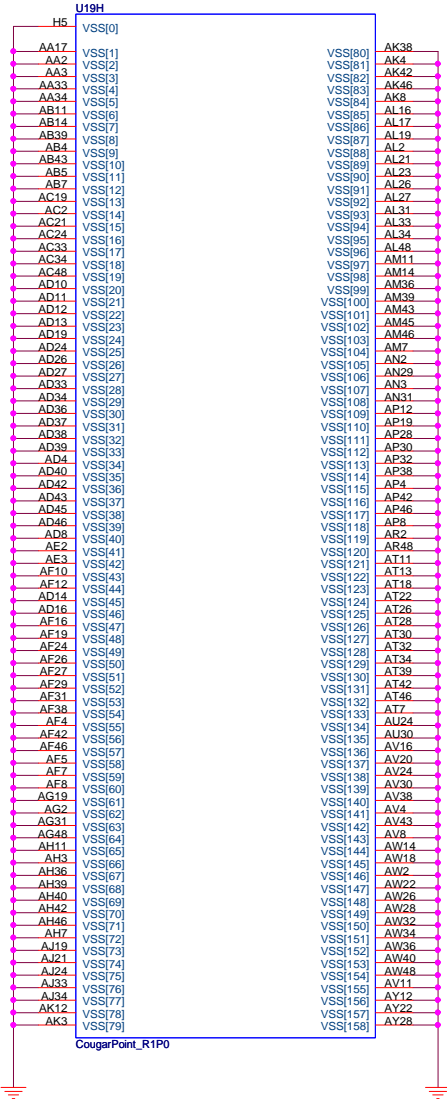 U19H
H5 VSS[0]
AA17 VSS[1] VSS[80] AK38
AA2 VSS[2] VSS[81] AK4
AA3 VSS[3] VSS[82] AK42
AA33 VSS[4] VSS[83] AK46
AA34 VSS[5] VSS[84] AK8
AB11 VSS[6] VSS[85] AL16
AB14 VSS[7] VSS[86] AL17
AB39 VSS[8] VSS[87] AL19
AB4 VSS[9] VSS[88] AL2
AB43 VSS[10] VSS[89] AL21
AB5 VSS[11] VSS[90] AL23
AB7 VSS[12] VSS[91] AL26
AC19 VSS[13] VSS[92] AL27
AC2 VSS[14] VSS[93] AL31
AC21 VSS[15] VSS[94] AL33
AC24 VSS[16] VSS[95] AL34
AC33 VSS[17] VSS[96] AL48
AC34 VSS[18] VSS[97] AM11
AC48 VSS[19] VSS[98] AM14
AD10 VSS[20] VSS[99] AM36
AD11 VSS[21] VSS[100] AM39
AD12 VSS[22] VSS[101] AM43
AD13 VSS[23] VSS[102] AM45
AD19 VSS[24] VSS[103] AM46
AD24 VSS[25] VSS[104] AM7
AD26 VSS[26] VSS[105] AN2
AD27 VSS[27] VSS[106] AN29
AD33 VSS[28] VSS[107] AN3
AD34 VSS[29] VSS[108] AN31
AD36 VSS[30] VSS[109] AP12
AD37 VSS[31] VSS[110] AP19
AD38 VSS[32] VSS[111] AP28
AD39 VSS[33] VSS[112] AP30
AD4 VSS[34] VSS[113] AP32
AD40 VSS[35] VSS[114] AP38
AD42 VSS[36] VSS[115] AP4
AD43 VSS[37] VSS[116] AP42
AD45 VSS[38] VSS[117] AP46
AD46 VSS[39] VSS[118] AP8
AD8 VSS[40] VSS[119] AR2
AE2 VSS[41] VSS[120] AR48
AE3 VSS[42] VSS[121] AT11
AF10 VSS[43] VSS[122] AT13
AF12 VSS[44] VSS[123] AT18
AD14 VSS[45] VSS[124] AT22
AD16 VSS[46] VSS[125] AT26
AF16 VSS[47] VSS[126] AT28
AF19 VSS[48] VSS[127] AT30
AF24 VSS[49] VSS[128] AT32
AF26 VSS[50] VSS[129] AT34
AF27 VSS[51] VSS[130] AT39
AF29 VSS[52] VSS[131] AT42
AF31 VSS[53] VSS[132] AT46
AF38 VSS[54] VSS[133] AT7
AF4 VSS[55] VSS[134] AU24
AF42 VSS[56] VSS[135] AU30
AF46 VSS[57] VSS[136] AV16
AF5 VSS[58] VSS[137] AV20
AF7 VSS[59] VSS[138] AV24
AF8 VSS[60] VSS[139] AV30
AG19 VSS[61] VSS[140] AV38
AG2 VSS[62] VSS[141] AV4
AG31 VSS[63] VSS[142] AV43
AG48 VSS[64] VSS[143] AV8
AH11 VSS[65] VSS[144] AW14
AH3 VSS[66] VSS[145] AW18
AH36 VSS[67] VSS[146] AW2
AH39 VSS[68] VSS[147] AW22
AH40 VSS[69] VSS[148] AW26
AH42 VSS[70] VSS[149] AW28
AH46 VSS[71] VSS[150] AW32
AH7 VSS[72] VSS[151] AW34
AJ19 VSS[73] VSS[152] AW36
AJ21 VSS[74] VSS[153] AW40
AJ24 VSS[75] VSS[154] AW48
AJ33 VSS[76] VSS[155] AV11
AJ34 VSS[77] VSS[156] AY12
AK12 VSS[78] VSS[157] AY22
AK3 VSS[79] VSS[158] AY28
CougarPoint_R1P0